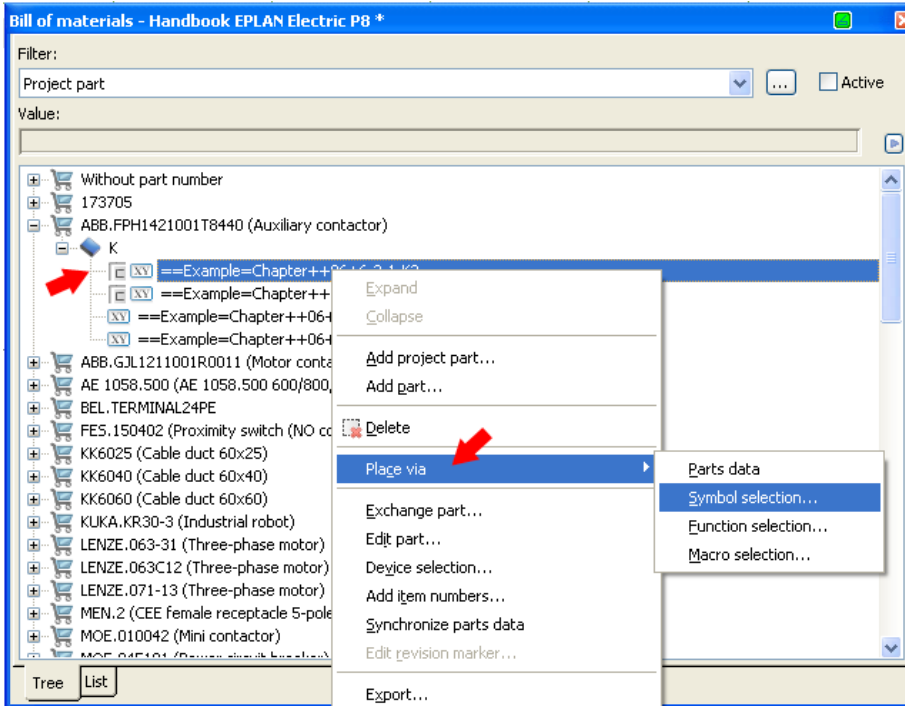 Bill of materials - Handbook EPLAN Electric P8 *
Filter:
Project part
...
Active
Value:
Without part number
173705
ABB.FPH1421001T8440 (Auxiliary contactor)
K
XY ==Example=Chapter++
XY ==Example=Chapter++
XY ==Example=Chapter++06+
XY ==Example=Chapter++06+
ABB.GJL1211001R0011 (Motor conta
AE 1058.500 (AE 1058.500 600/800,
BEL.TERMINAL24PE
FES.150402 (Proximity switch (NO co
KK6025 (Cable duct 60x25)
KK6040 (Cable duct 60x40)
KK6060 (Cable duct 60x60)
KUKA.KR30-3 (Industrial robot)
LENZE.063-31 (Three-phase motor)
LENZE.063C12 (Three-phase motor)
LENZE.071-13 (Three-phase motor)
MEN.2 (CEE female receptacle 5-pole
MOE.010042 (Mini contactor)
Tree
List
Expand
Collapse
Add project part...
Add part...
Delete
Place via
Exchange part...
Edit part...
Device selection...
Add item numbers...
Synchronize parts data
Edit revision marker...
Export...
Parts data
Symbol selection...
Function selection...
Macro selection...